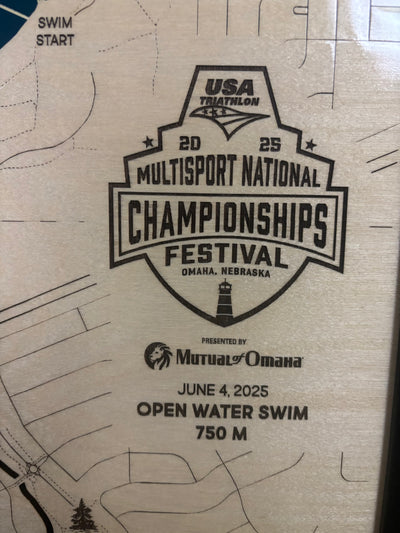 SWIM
START
USA
TRIATHLON
20 25
MULTISPORT NATIONAL
CHAMPIONSHIPS
FESTIVAL
OMAHA, NEBRASKA
PRESENTED BY
Mutual of Omaha
JUNE 4, 2025
OPEN WATER SWIM
750 M